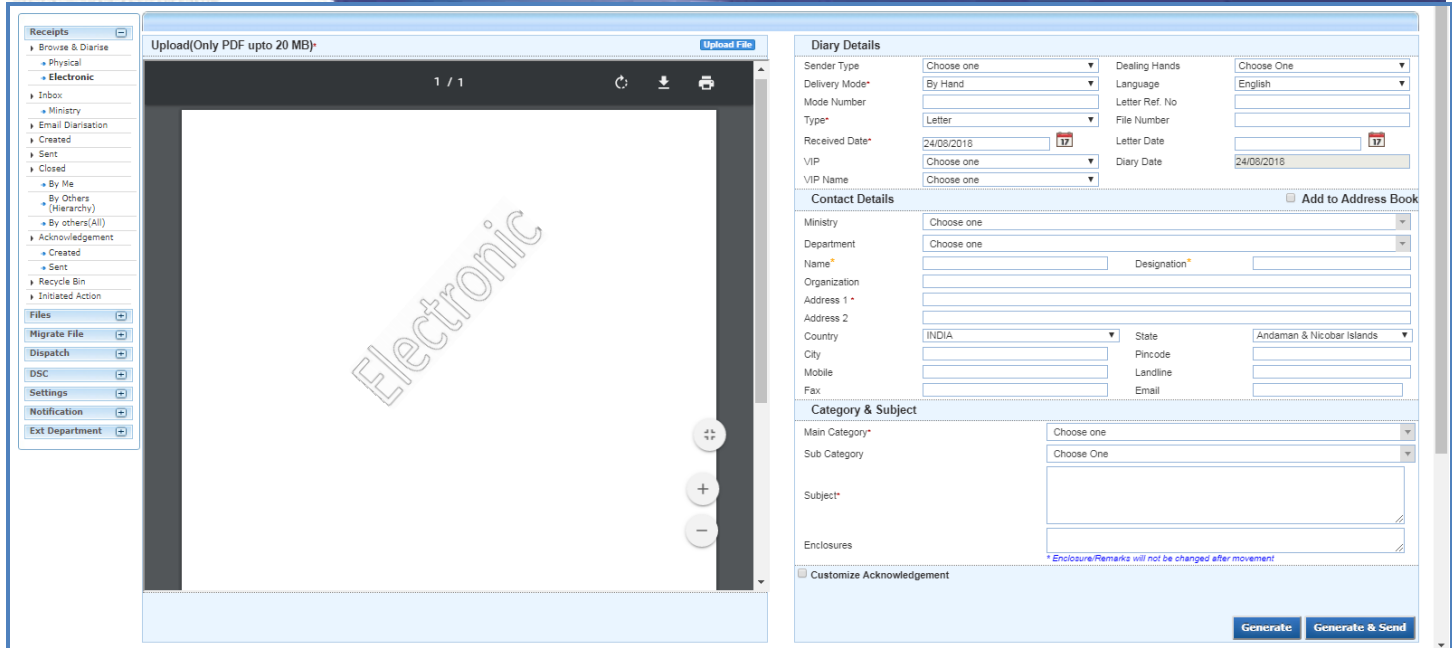 Receipts
Browse & Diarise
Physical
Electronic
Inbox
Ministry
Email Diarisation
Created
Sent
Closed
By Me
By Others
(Hierarchy)
By others(All)
Acknowledgement
Created
Sent
Recycle Bin
Initiated Action
Files
Migrate File
Dispatch
DSC
Settings
Notification
Ext Department
Upload(Only PDF upto 20 MB)*
Upload File
1 / 1
Electronic
Diary Details
Sender Type Choose one Dealing Hands Choose One
Delivery Mode* By Hand Language English
Mode Number Letter Ref. No
Type* Letter File Number
Received Date* 24/08/2018 17 Letter Date 17
VIP Choose one Diary Date 24/08/2018
VIP Name Choose one
Contact Details Add to Address Book
Ministry Choose one
Department Choose one
Name* Designation*
Organization
Address 1 *
Address 2
Country INDIA State Andaman & Nicobar Islands
City Pincode
Mobile Landline
Fax Email
Category & Subject
Main Category* Choose one
Sub Category Choose One
Subject*
Enclosures
* Enclosure/Remarks will not be changed after movement
Customize Acknowledgement
Generate Generate & Send